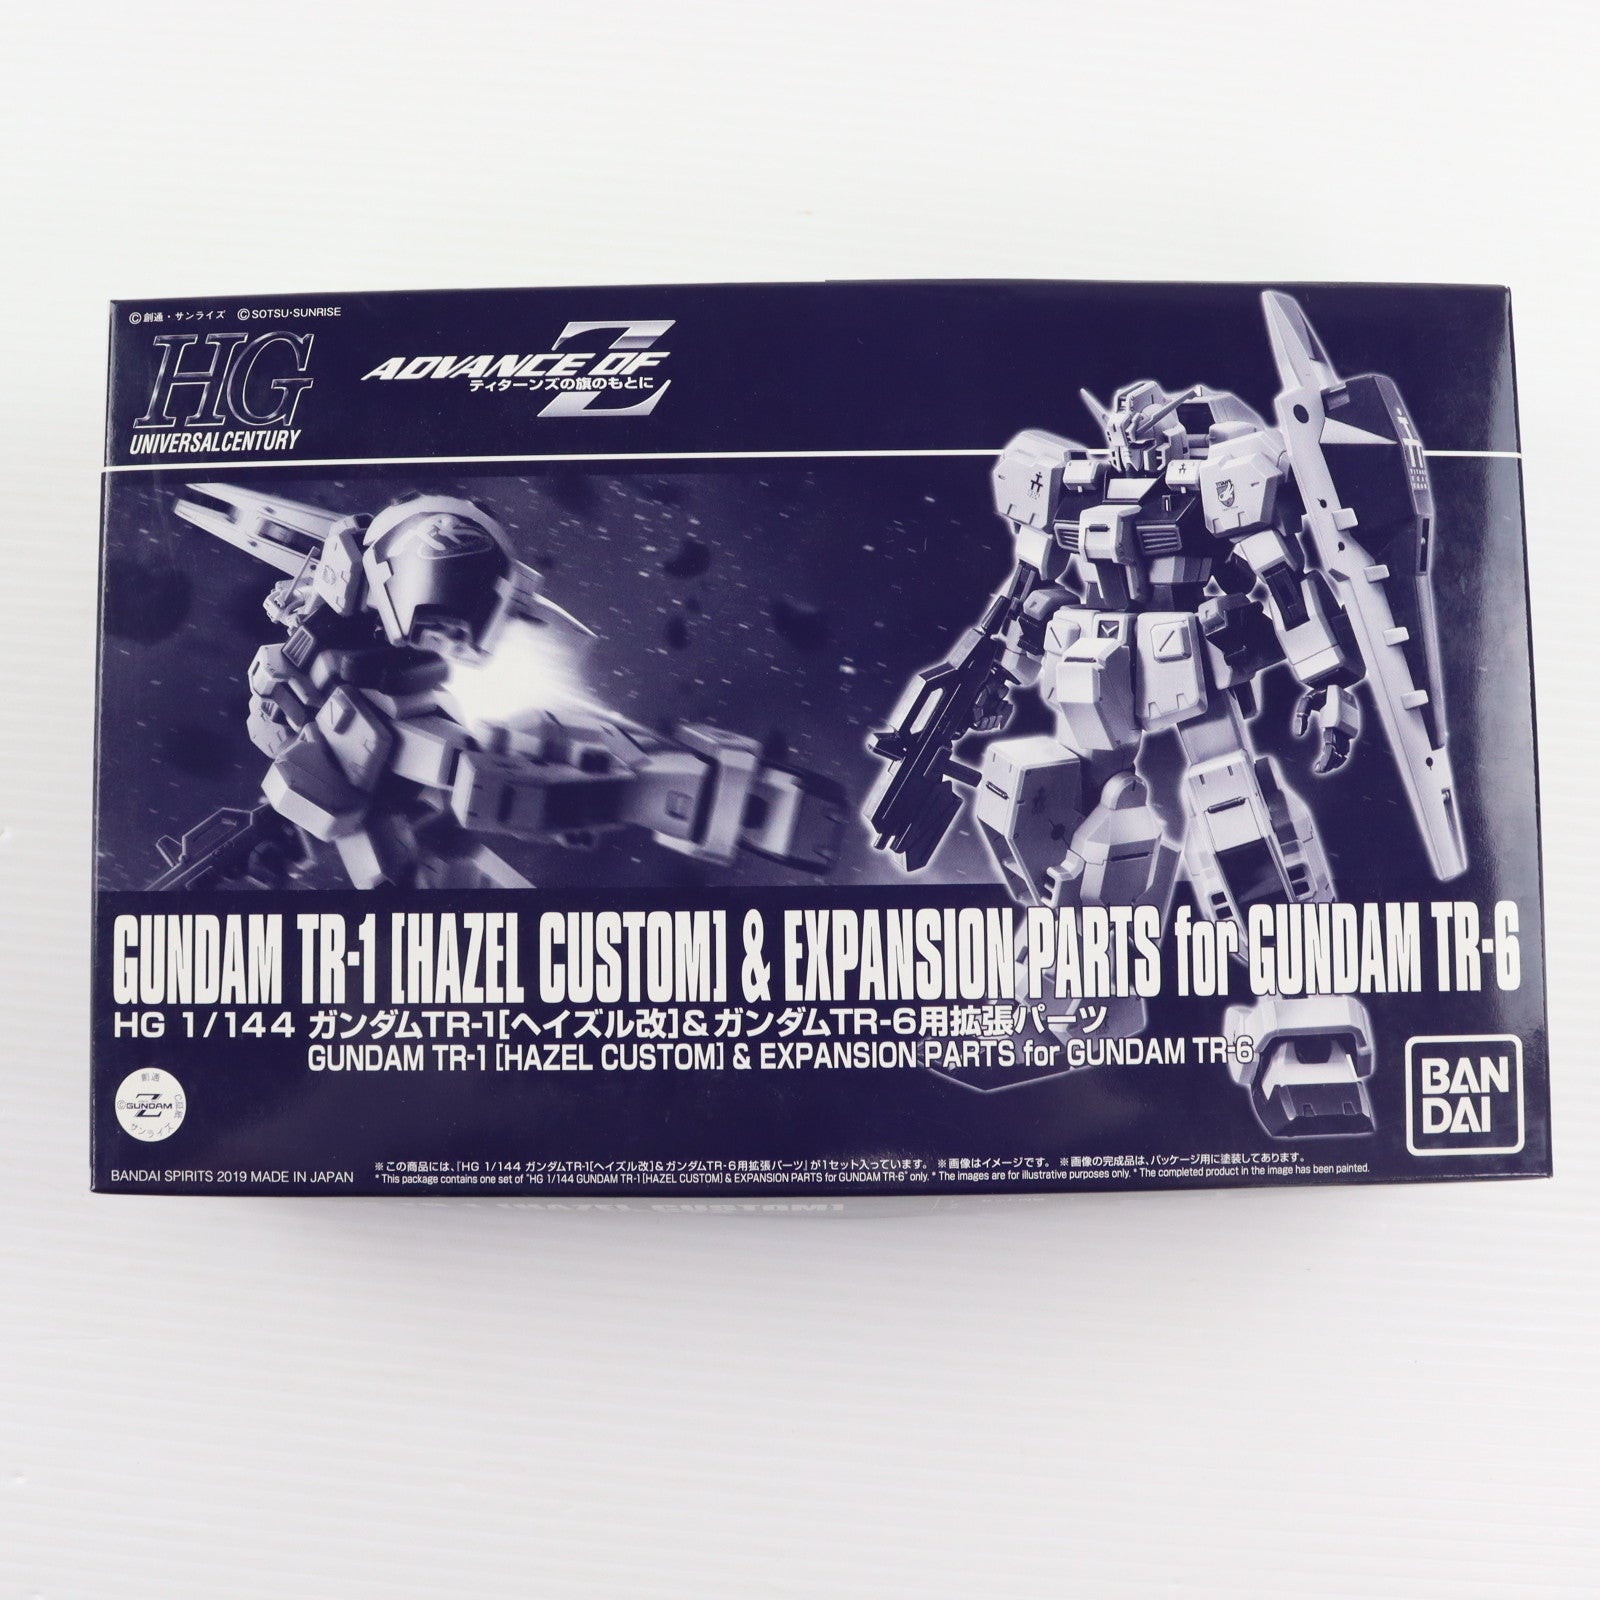 ©創通・サンライズ ©SOTSU・SUNRISE
HG
UNIVERSAL CENTURY
ADVANCE OF Z
ティターンズの旗のもとに
GUNDAM TR-1 [HAZEL CUSTOM] & EXPANSION PARTS for GUNDAM TR-6
HG 1/144 ガンダムTR-1[ヘイズル改]&ガンダムTR-6用拡張パーツ
GUNDAM TR-1 [HAZEL CUSTOM] & EXPANSION PARTS for GUNDAM TR-6
BAN
DAI
創通
©GUNDAM Z
サンライズ
BANDAI SPIRITS 2019 MADE IN JAPAN
※この商品には、『HG 1/144 ガンダムTR-1[ヘイズル改]&ガンダムTR-6用拡張パーツ』が1セット入っています。 ※画像はイメージです。 ※画像の完成品は、パッケージ用に塗装してあります。
* This package contains one set of "HG 1/144 GUNDAM TR-1 [HAZEL CUSTOM] & EXPANSION PARTS for GUNDAM TR-6" only. * The images are for illustrative purposes only. * The completed product in the image has been painted.